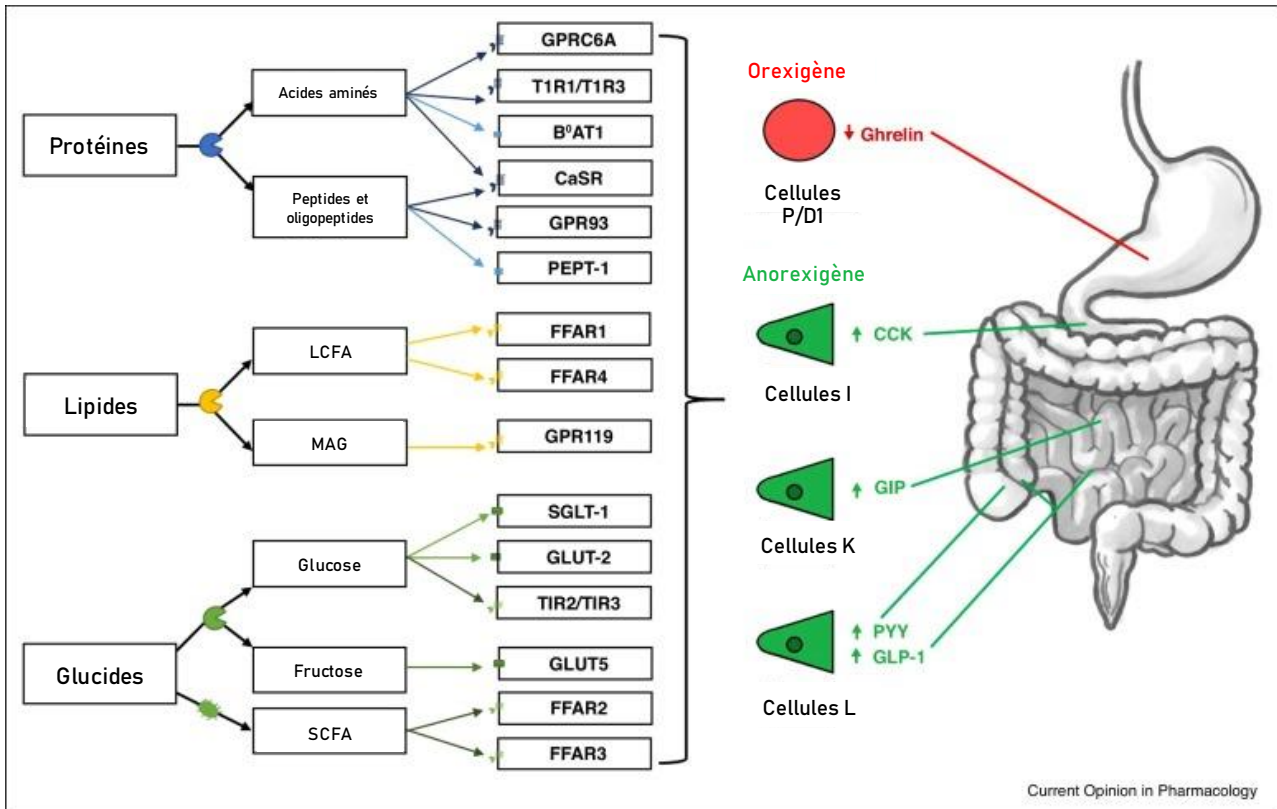 Protéines
Acides aminés
Peptides et
oligopeptides
GPRC6A
T1R1/T1R3
B⁰AT1
CaSR
GPR93
PEPT-1
Lipides
LCFA
MAG
FFAR1
FFAR4
GPR119
Glucides
Glucose
Fructose
SCFA
SGLT-1
GLUT-2
TIR2/TIR3
GLUT5
FFAR2
FFAR3
Orexigène
Ghrelin
Cellules
P/D1
Anorexigène
CCK
Cellules I
GIP
Cellules K
PYY
GLP-1
Cellules L
Current Opinion in Pharmacology